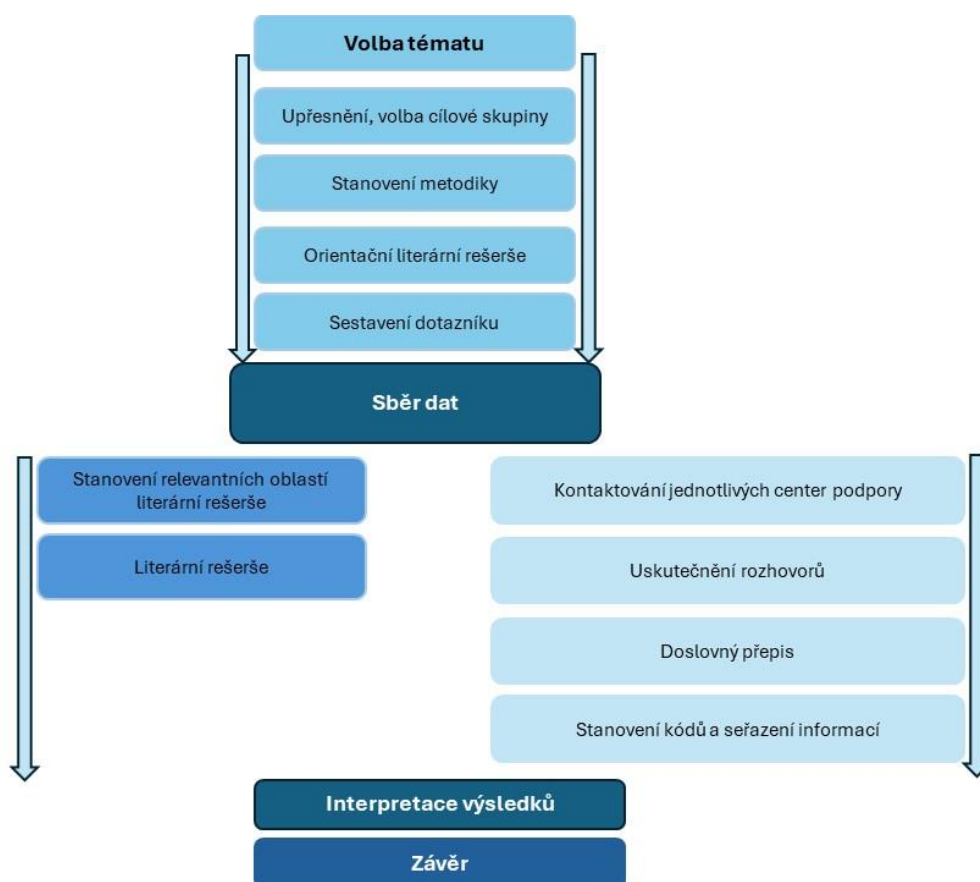 Volba tématu
Upřesnění, volba cílové skupiny
Stanovení metodiky
Orientační literární rešerše
Sestavení dotazníku
Sběr dat
Stanovení relevantních oblastí
literární rešerše
Literární rešerše
Kontaktování jednotlivých center podpory
Uskutečnění rozhovorů
Doslovný přepis
Stanovení kódů a seřazení informací
Interpretace výsledků
Závěr